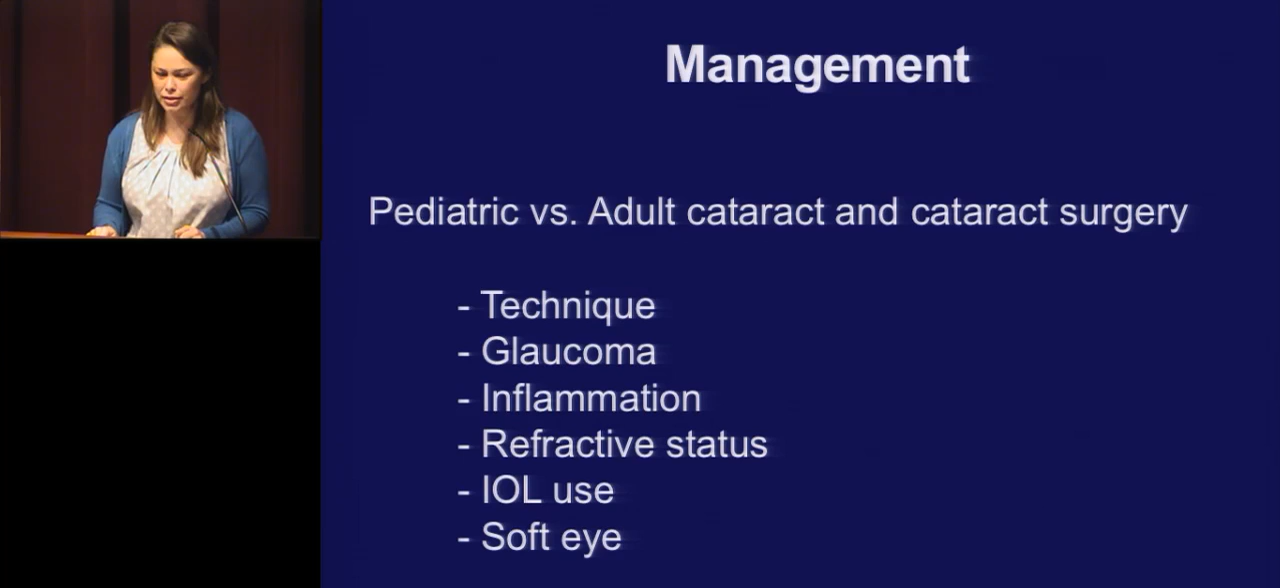 Management
Pediatric vs. Adult cataract and cataract surgery
- Technique
- Glaucoma
- Inflammation
- Refractive status
- IOL use
- Soft eye